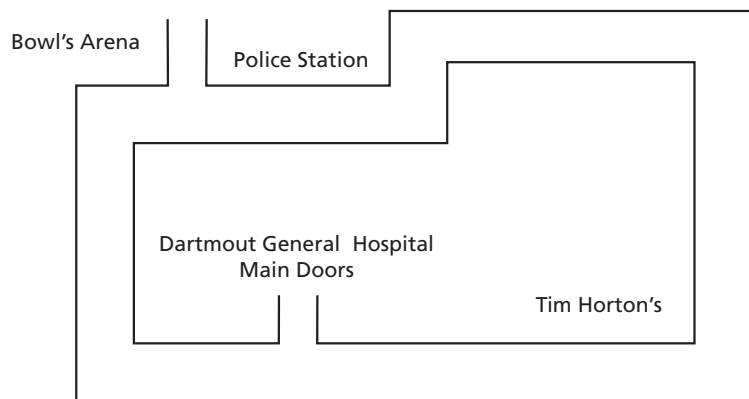 Bowl's Arena
Police Station
Dartmout General Hospital
Main Doors
Tim Horton's